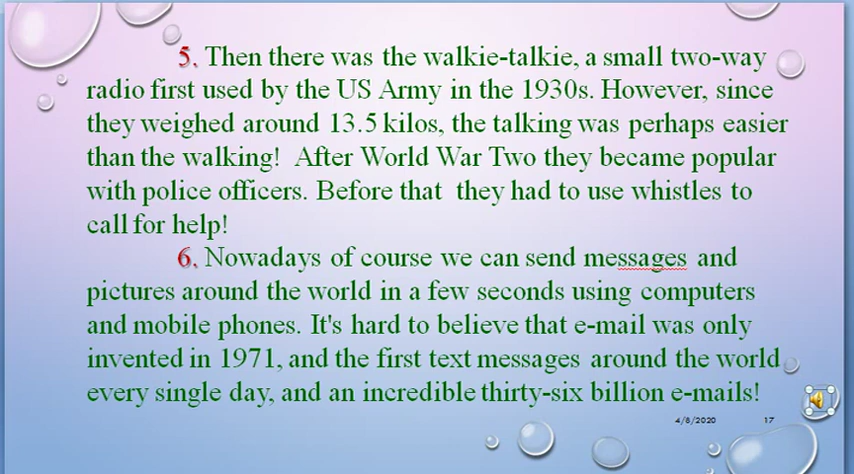 5. Then there was the walkie-talkie, a small two-way
radio first used by the US Army in the 1930s. However, since
they weighed around 13.5 kilos, the talking was perhaps easier
than the walking! After World War Two they became popular
with police officers. Before that they had to use whistles to
call for help!
6. Nowadays of course we can send messages and
pictures around the world in a few seconds using computers
and mobile phones. It's hard to believe that e-mail was only
invented in 1971, and the first text messages around the world
every single day, and an incredible thirty-six billion e-mails!
4/8/2020 17